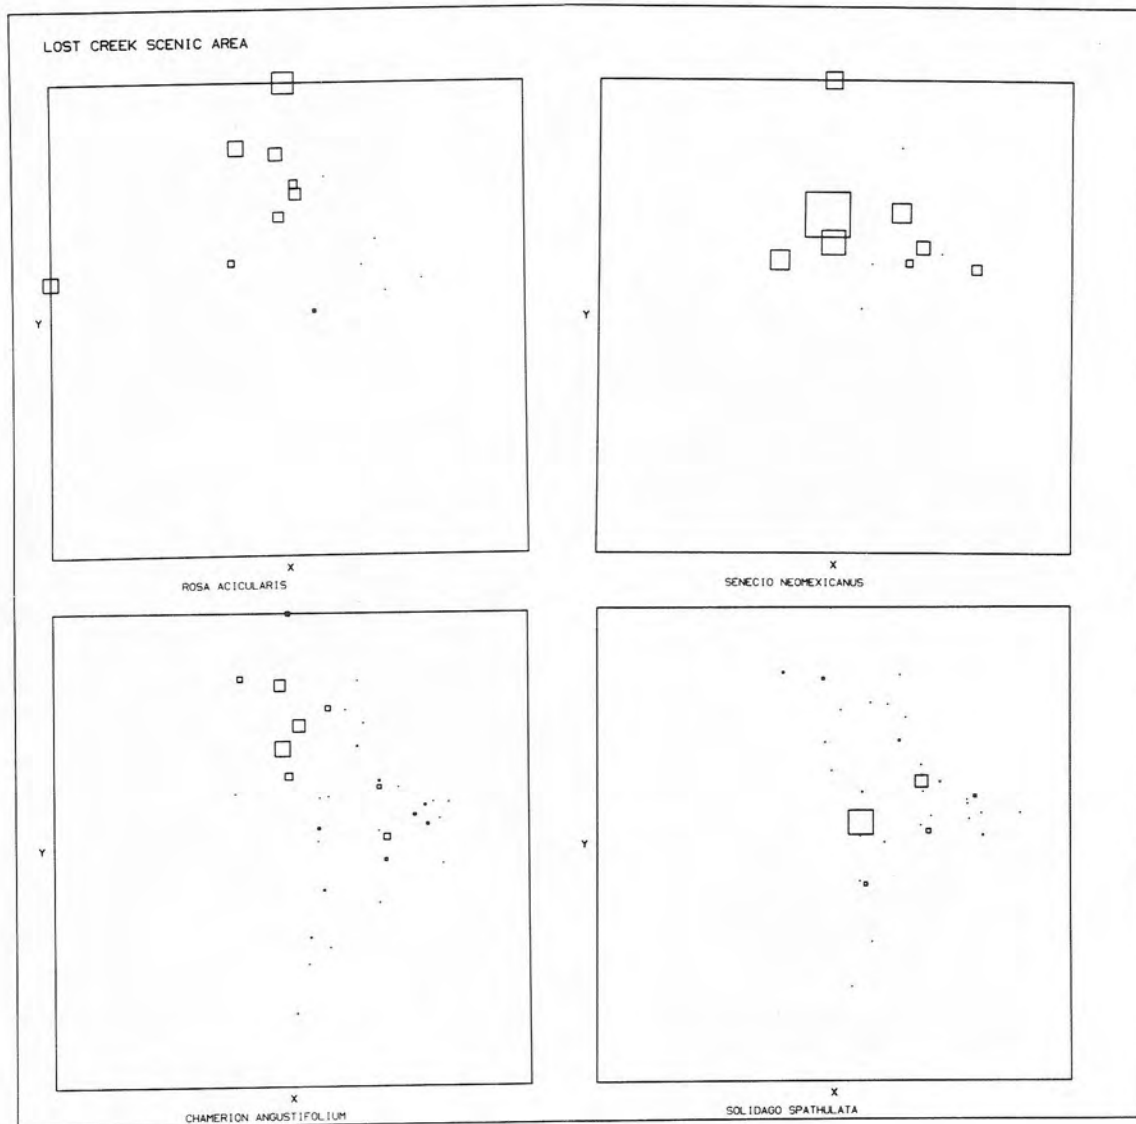 LOST CREEK SCENIC AREA
Y
X
ROSA ACICULARIS
Y
X
SENECIO NEOMEXICANUS
Y
X
CHAMERION ANGUSTIFOLIUM
Y
X
SOLIDAGO SPATHULATA